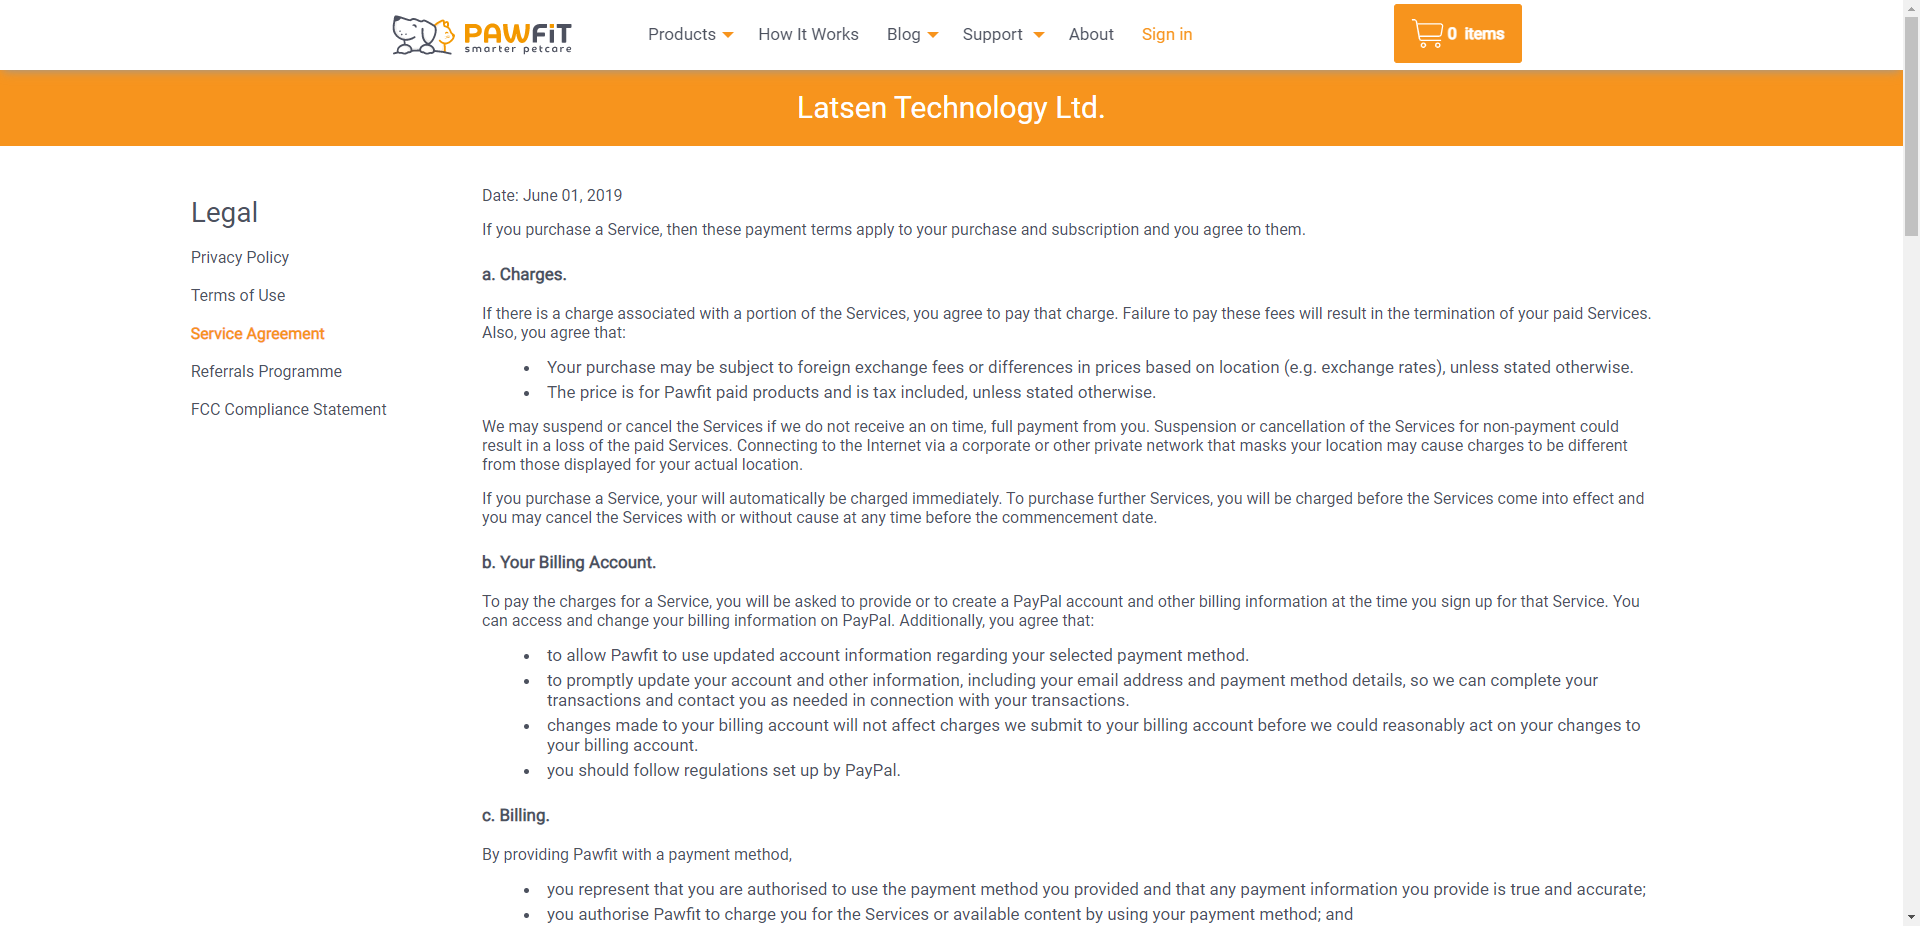 PAWFiT
smarter petcare
Products
How It Works
Blog
Support
About
Sign in
0 items
Latsen Technology Ltd.
Legal
Privacy Policy
Terms of Use
Service Agreement
Referrals Programme
FCC Compliance Statement
Date: June 01, 2019
If you purchase a Service, then these payment terms apply to your purchase and subscription and you agree to them.
a. Charges.
If there is a charge associated with a portion of the Services, you agree to pay that charge. Failure to pay these fees will result in the termination of your paid Services.
Also, you agree that:
• Your purchase may be subject to foreign exchange fees or differences in prices based on location (e.g. exchange rates), unless stated otherwise.
• The price is for Pawfit paid products and is tax included, unless stated otherwise.
We may suspend or cancel the Services if we do not receive an on time, full payment from you. Suspension or cancellation of the Services for non-payment could
result in a loss of the paid Services. Connecting to the Internet via a corporate or other private network that masks your location may cause charges to be different
from those displayed for your actual location.
If you purchase a Service, your will automatically be charged immediately. To purchase further Services, you will be charged before the Services come into effect and
you may cancel the Services with or without cause at any time before the commencement date.
b. Your Billing Account.
To pay the charges for a Service, you will be asked to provide or to create a PayPal account and other billing information at the time you sign up for that Service. You
can access and change your billing information on PayPal. Additionally, you agree that:
• to allow Pawfit to use updated account information regarding your selected payment method.
• to promptly update your account and other information, including your email address and payment method details, so we can complete your
transactions and contact you as needed in connection with your transactions.
• changes made to your billing account will not affect charges we submit to your billing account before we could reasonably act on your changes to
your billing account.
• you should follow regulations set up by PayPal.
c. Billing.
By providing Pawfit with a payment method,
• you represent that you are authorised to use the payment method you provided and that any payment information you provide is true and accurate;
• you authorise Pawfit to charge you for the Services or available content by using your payment method; and